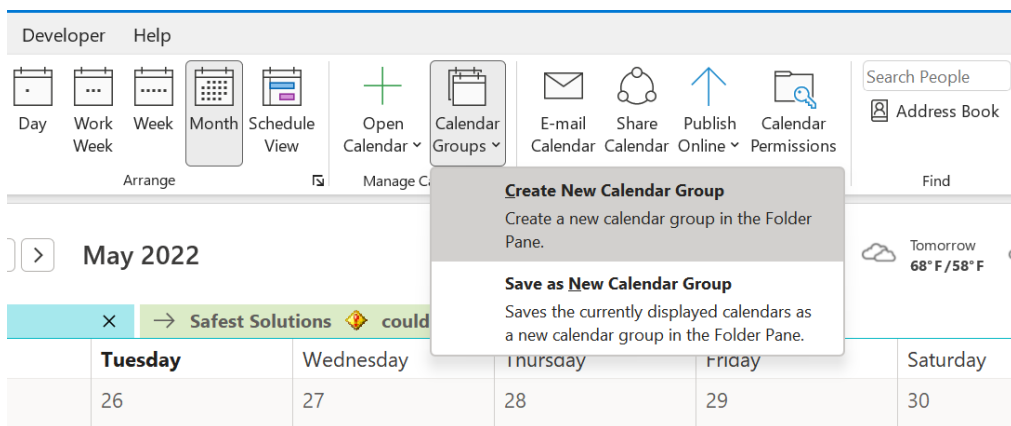 Developer Help
Day
Work Week
Week
Month
Schedule View
Open Calendar
Calendar Groups
E-mail Calendar
Share Calendar
Publish Online
Calendar Permissions
Search People
Address Book
Arrange
Manage
Find
Create New Calendar Group
Create a new calendar group in the Folder
Pane.
Save as New Calendar Group
Saves the currently displayed calendars as
a new calendar group in the Folder Pane.
May 2022
Tomorrow
68°F/58°F
Safest Solutions could
Tuesday Wednesday Thursday Friday Saturday
26 27 28 29 30